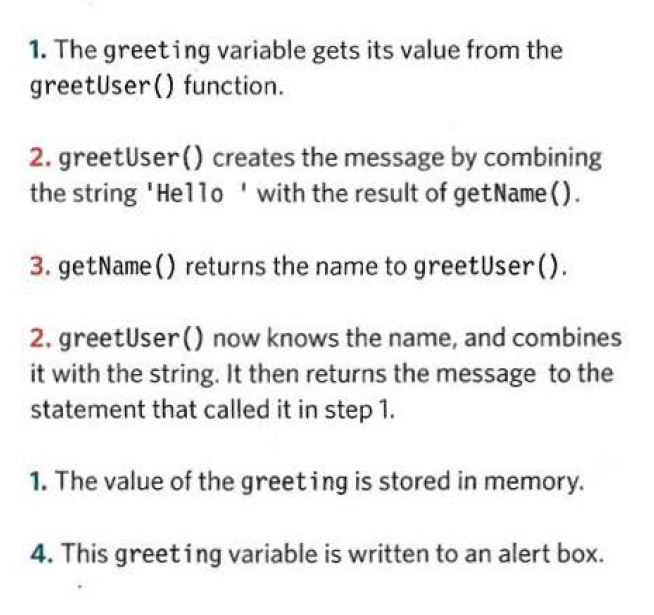 1. The greeting variable gets its value from the
greetUser() function.
2. greetUser() creates the message by combining
the string 'Hello ' with the result of getName().
3. getName() returns the name to greetUser().
2. greetUser() now knows the name, and combines
it with the string. It then returns the message to the
statement that called it in step 1.
1. The value of the greeting is stored in memory.
4. This greeting variable is written to an alert box.